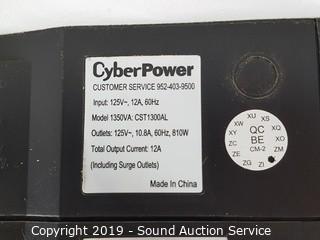 CyberPower
CUSTOMER SERVICE 952-403-9500
Input: 125V~, 12A, 60Hz
Model 1350VA: CST1300AL
Outlets: 125V~, 10.8A, 60Hz, 810W
Total Output Current: 12A
(Including Surge Outlets)
Made In China
XU
XS
XW
XQ
XY
QC
XO
ZC
BE
ZM
ZE
CM-2
ZG
ZI
Copyright 2019 - Sound Auction Service